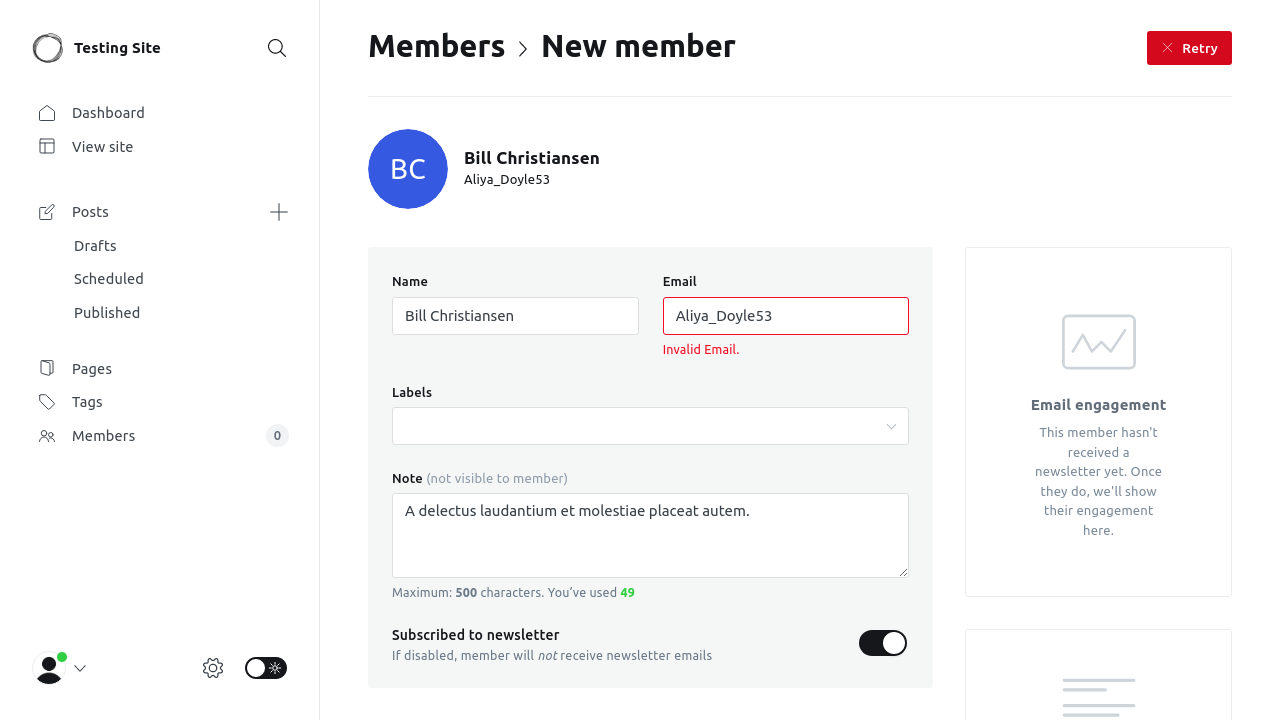 Testing Site
Dashboard
View site
Posts
Drafts
Scheduled
Published
Pages
Tags
Members
0
Members
New member
Retry
BC
Bill Christiansen
Aliya_Doyle53
Name
Bill Christiansen
Email
Aliya_Doyle53
Invalid Email.
Labels
Note (not visible to member)
A delectus laudantium et molestiae placeat autem.
Maximum: 500 characters. You’ve used 49
Subscribed to newsletter
If disabled, member will not receive newsletter emails
Email engagement
This member hasn't
received a
newsletter yet. Once
they do, we'll show
their engagement
here.